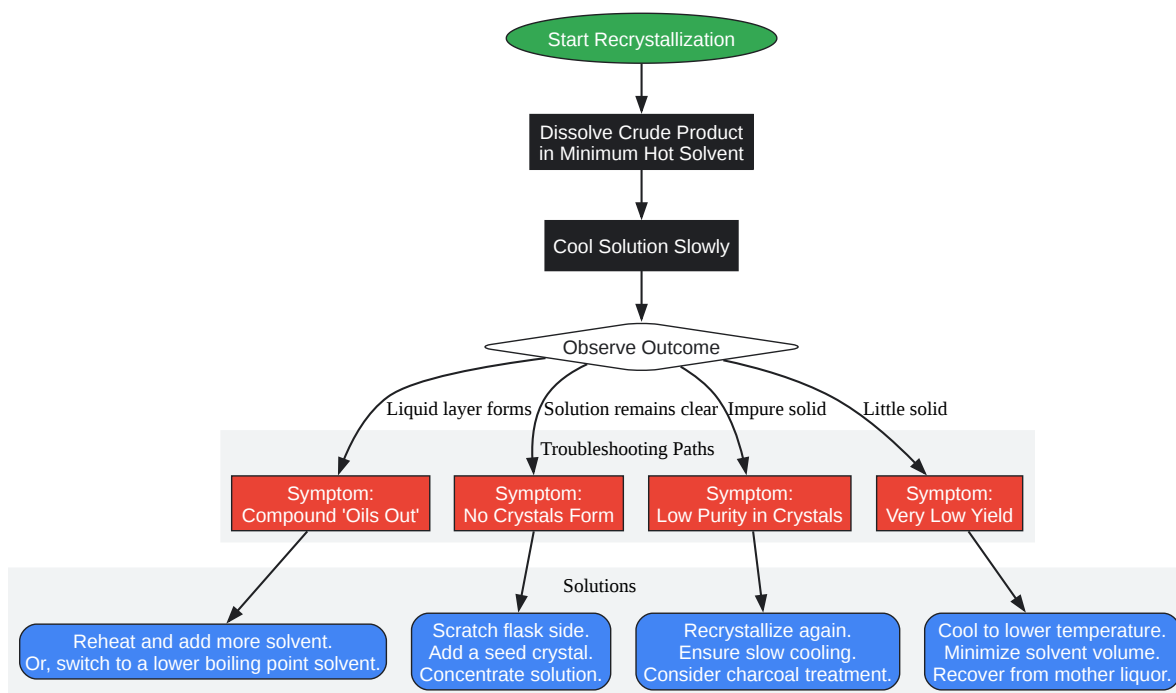 Start Recrystallization
Dissolve Crude Product
in Minimum Hot Solvent
Cool Solution Slowly
Observe Outcome
Liquid layer forms
Solution remains clear
Impure solid
Little solid
Troubleshooting Paths
Symptom:
Compound 'Oils Out'
Symptom:
No Crystals Form
Symptom:
Low Purity in Crystals
Symptom:
Very Low Yield
Solutions
Reheat and add more solvent.
Or, switch to a lower boiling point solvent.
Scratch flask side.
Add a seed crystal.
Concentrate solution.
Recrystallize again.
Ensure slow cooling.
Consider charcoal treatment.
Cool to lower temperature.
Minimize solvent volume.
Recover from mother liquor.